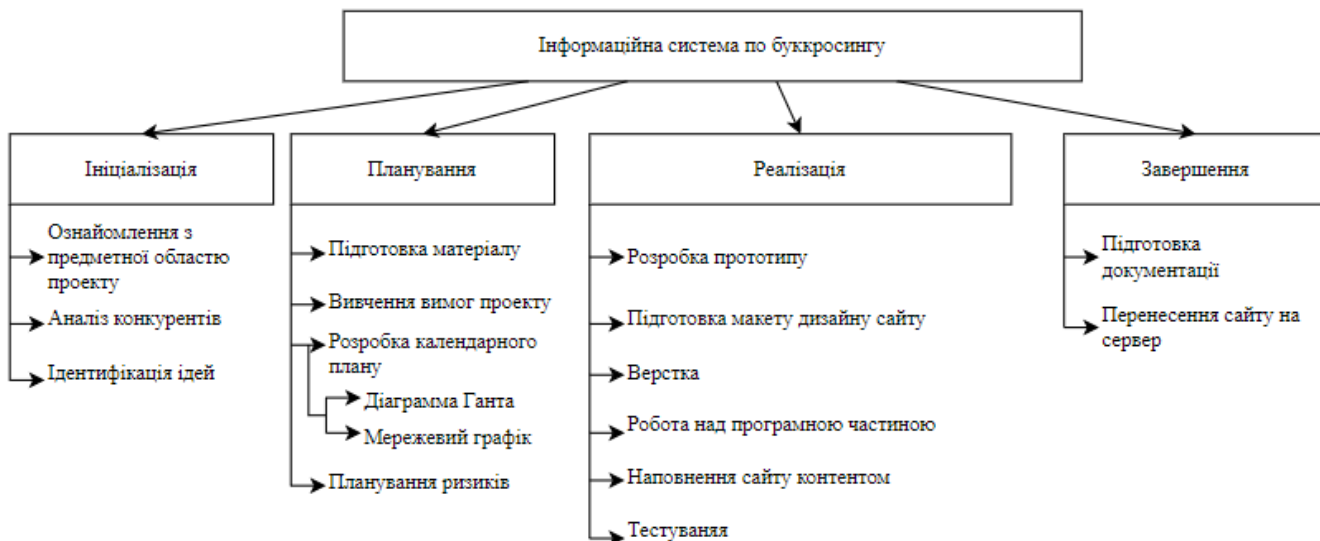 Інформаційна система по буккросингу
Ініціалізація
Ознайомлення з
предметної областю
проекту
Аналіз конкурентів
Ідентифікація ідей
Планування
Підготовка матеріалу
Вивчення вимог проекту
Розробка календарного
плану
Діаграмма Ганта
Мережевий графік
Планування ризиків
Реалізація
Розробка прототипу
Підготовка макету дизайну сайту
Верстка
Робота над програмною частиною
Наповнення сайту контентом
Тестуваняя
Завершення
Підготовка
документації
Перенесення сайту на
сервер